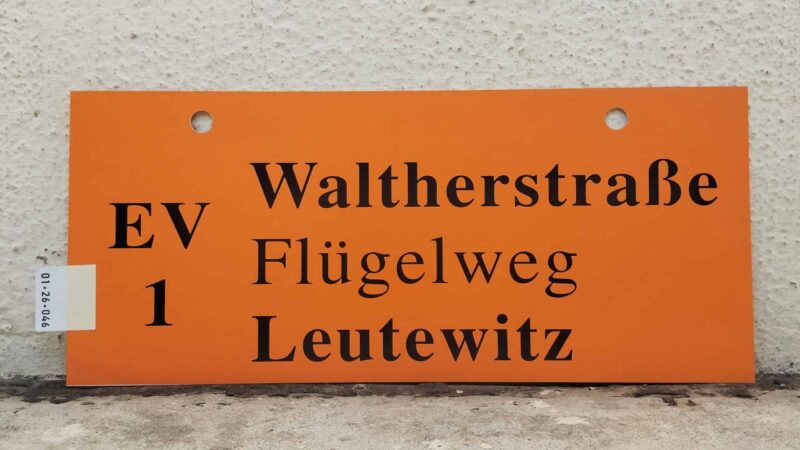 EV
1
Waltherstraße
Flügelweg
Leutewitz
01-26-046